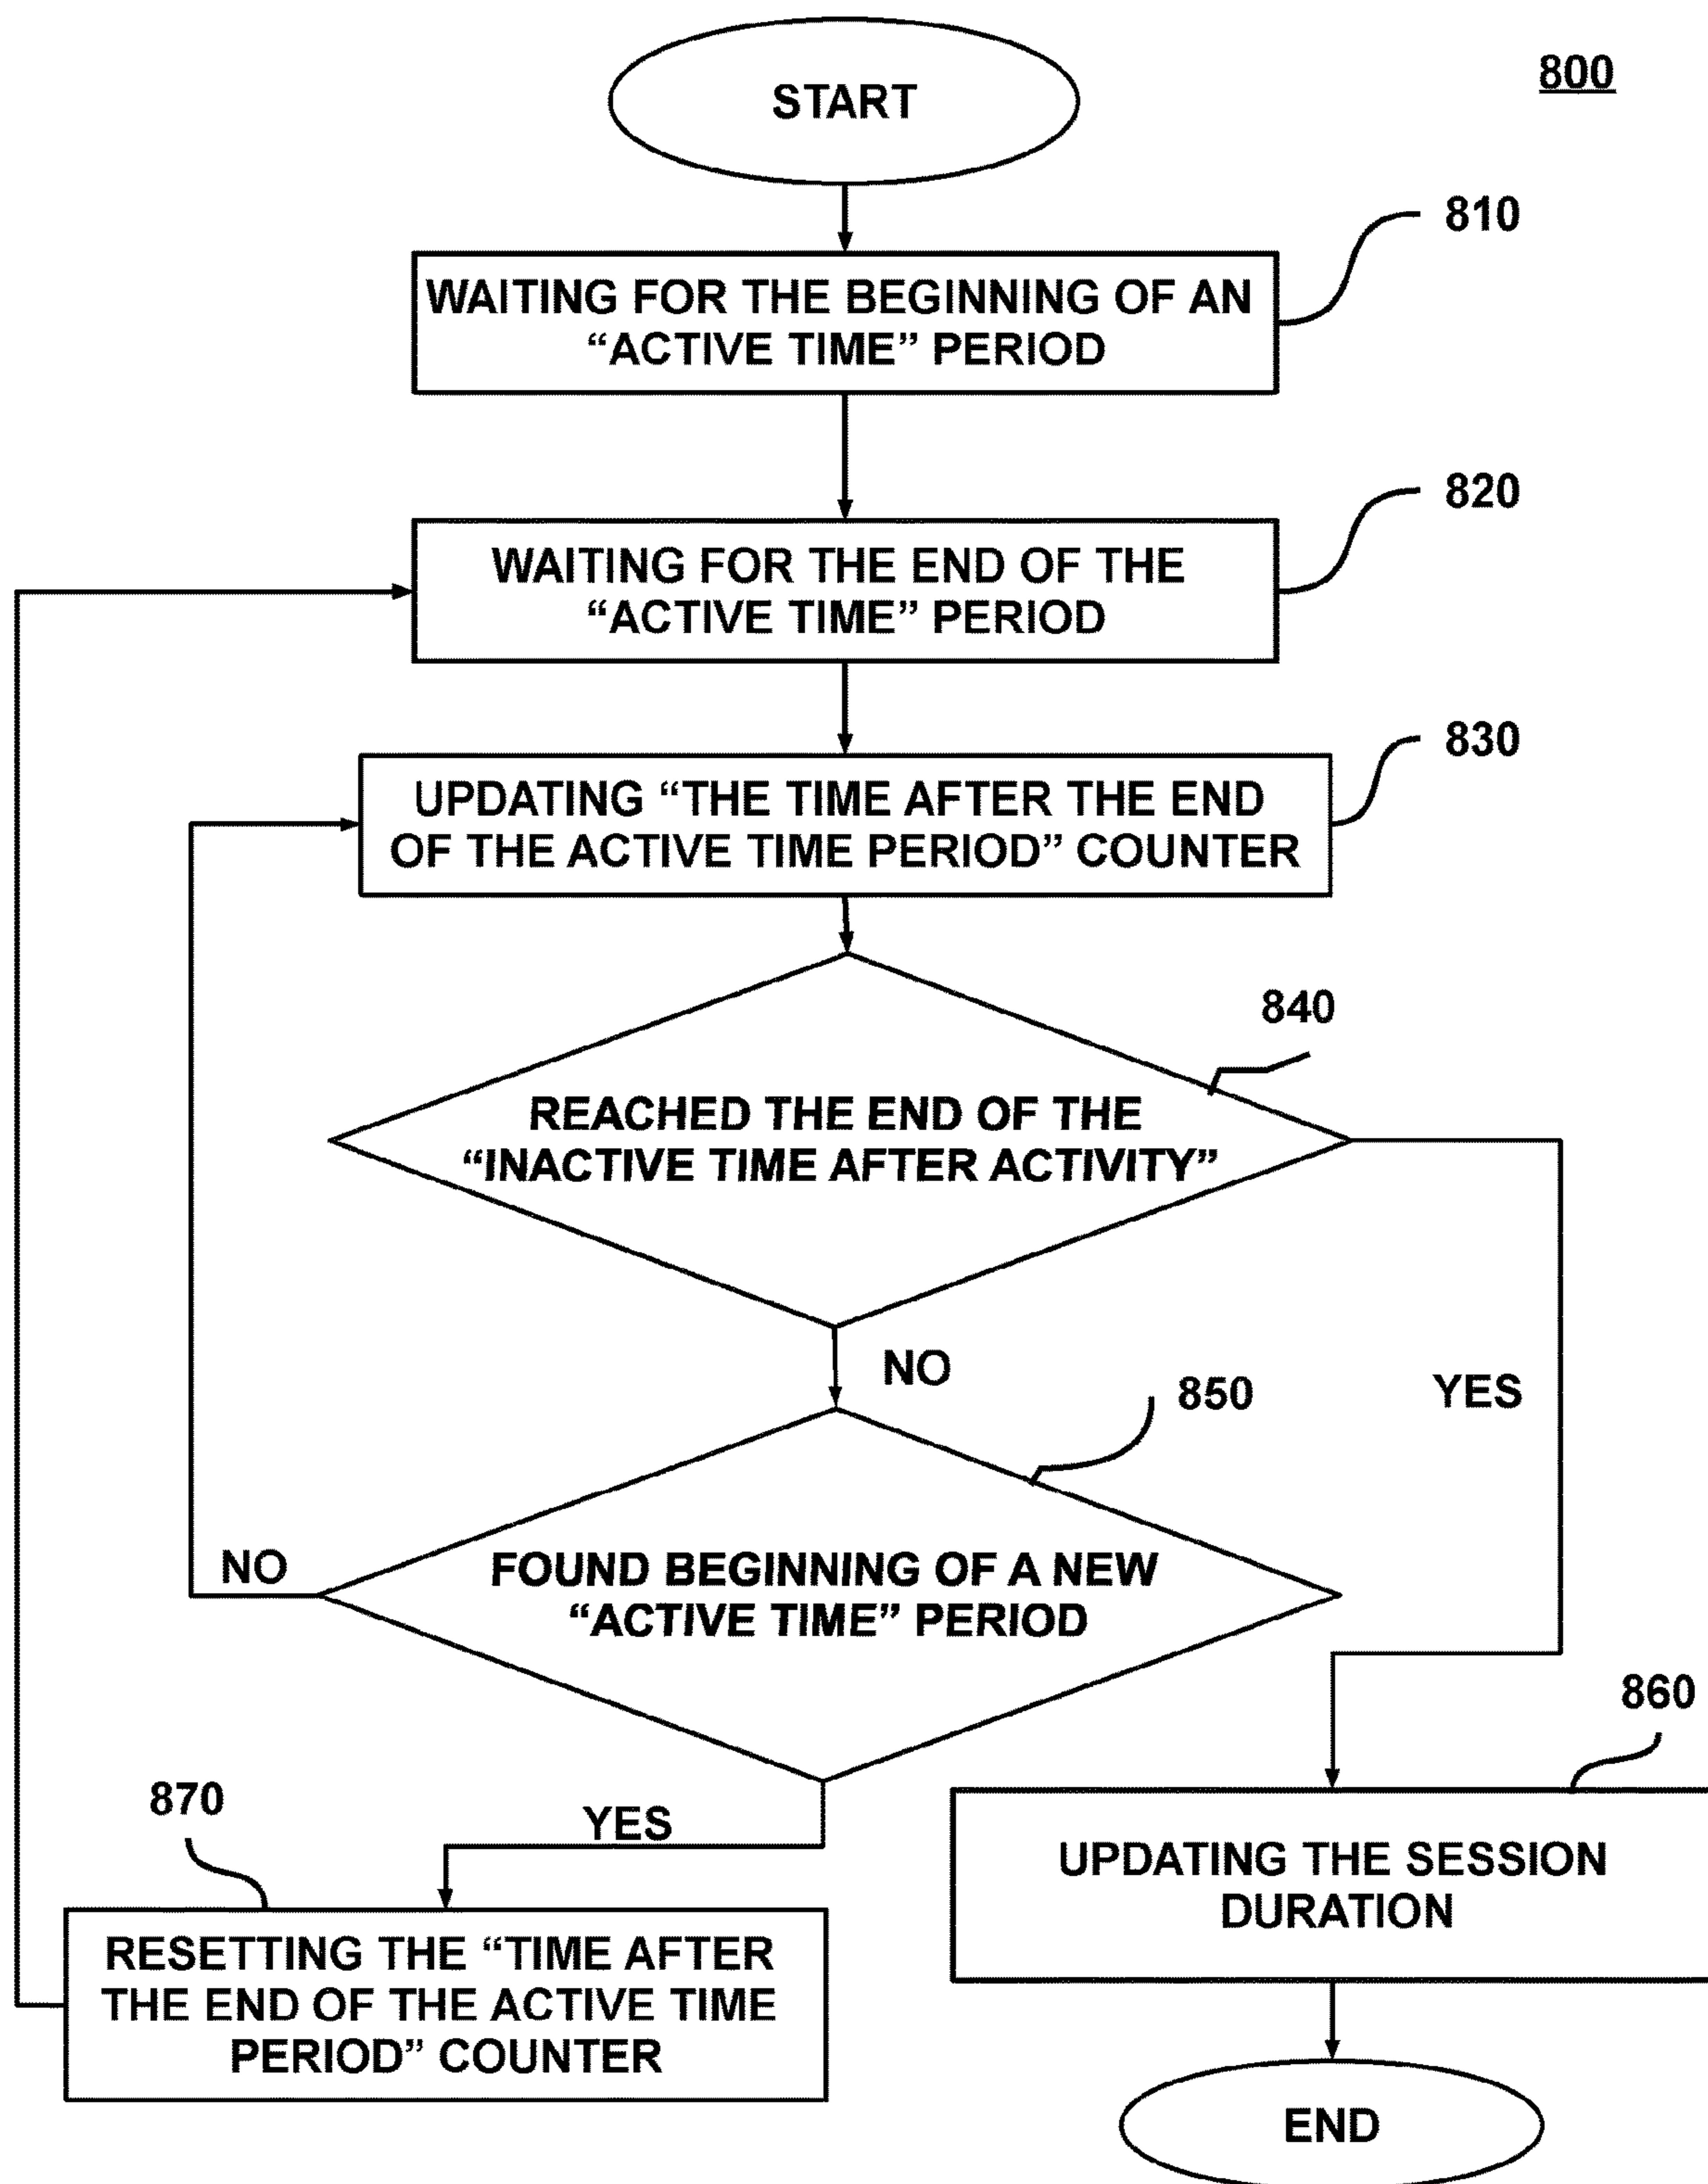 START
800
810
WAITING FOR THE BEGINNING OF AN
“ACTIVE TIME” PERIOD
820
WAITING FOR THE END OF THE
“ACTIVE TIME” PERIOD
830
UPDATING “THE TIME AFTER THE END
OF THE ACTIVE TIME PERIOD” COUNTER
840
REACHED THE END OF THE
“INACTIVE TIME AFTER ACTIVITY”
NO
YES
850
FOUND BEGINNING OF A NEW
“ACTIVE TIME” PERIOD
NO
YES
860
UPDATING THE SESSION
DURATION
870
RESETTING THE “TIME AFTER
THE END OF THE ACTIVE TIME
PERIOD” COUNTER
END